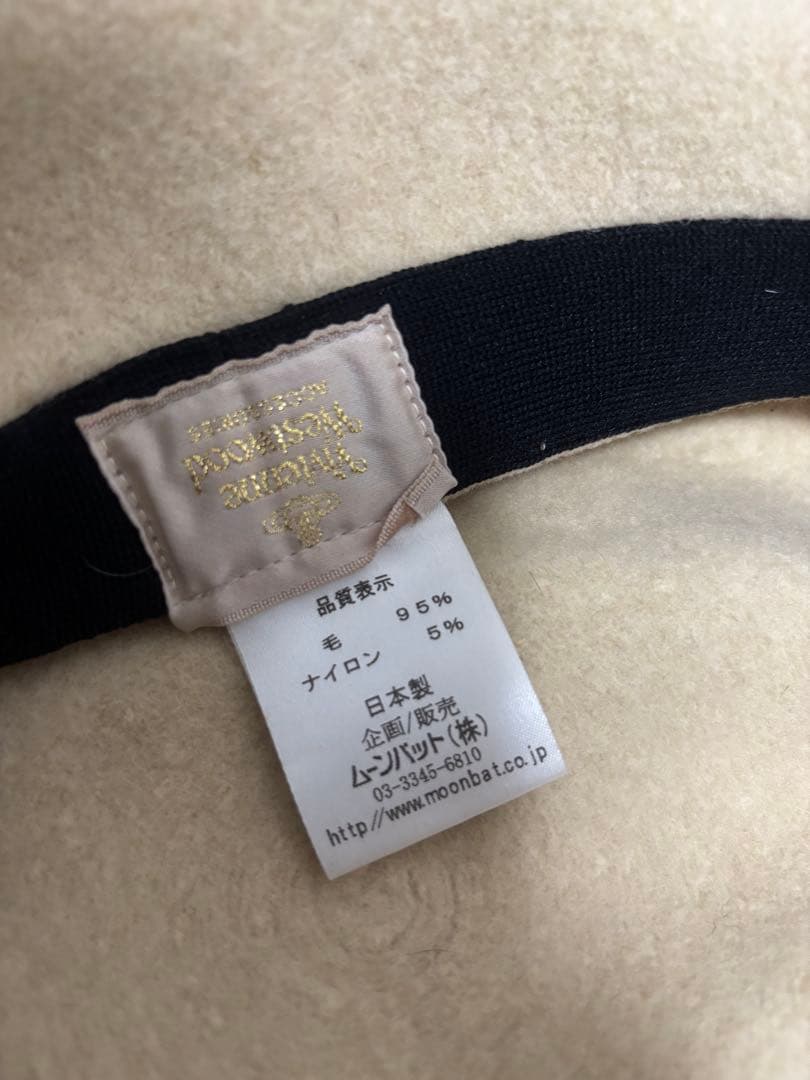 Vivienne
Westwood
ACCESSORIES
品質表示
毛 95%
ナイロン 5%
日本製
企画/販売
ムーンバット(株)
03-3345-6810
http://www.moonbat.co.jp